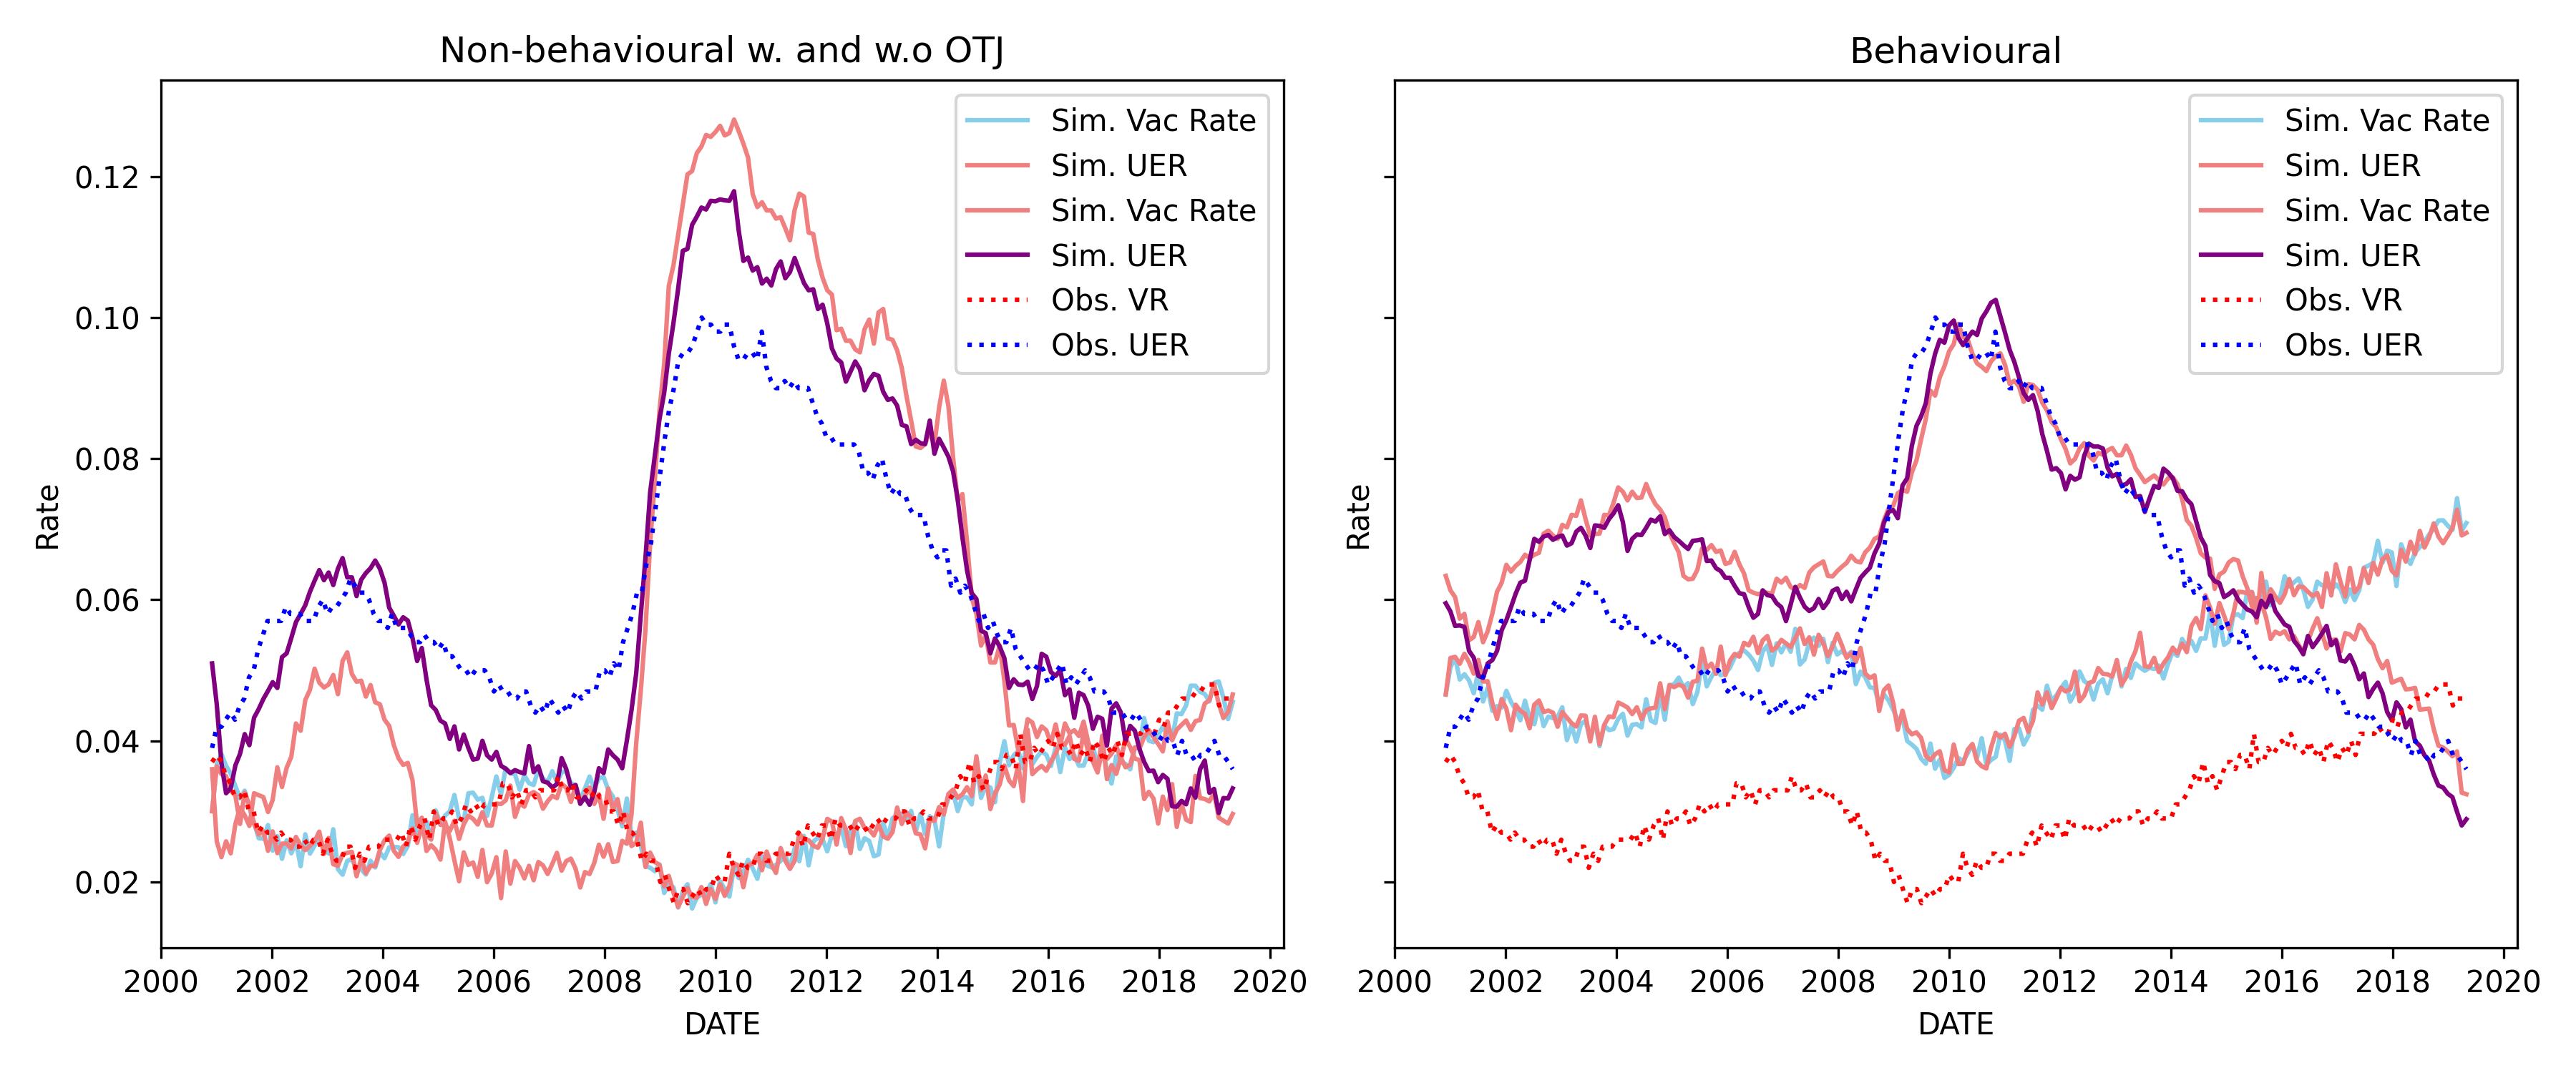 Non-behavioural w. and w.o OTJ
Rate
0.12
0.10
0.08
0.06
0.04
0.02
Sim. Vac Rate
Sim. UER
Sim. Vac Rate
Sim. UER
Obs. VR
Obs. UER
2000 2002 2004 2006 2008 2010 2012 2014 2016 2018 2020
DATE
Behavioural
Rate
Sim. Vac Rate
Sim. UER
Sim. Vac Rate
Sim. UER
Obs. VR
Obs. UER
2000 2002 2004 2006 2008 2010 2012 2014 2016 2018 2020
DATE